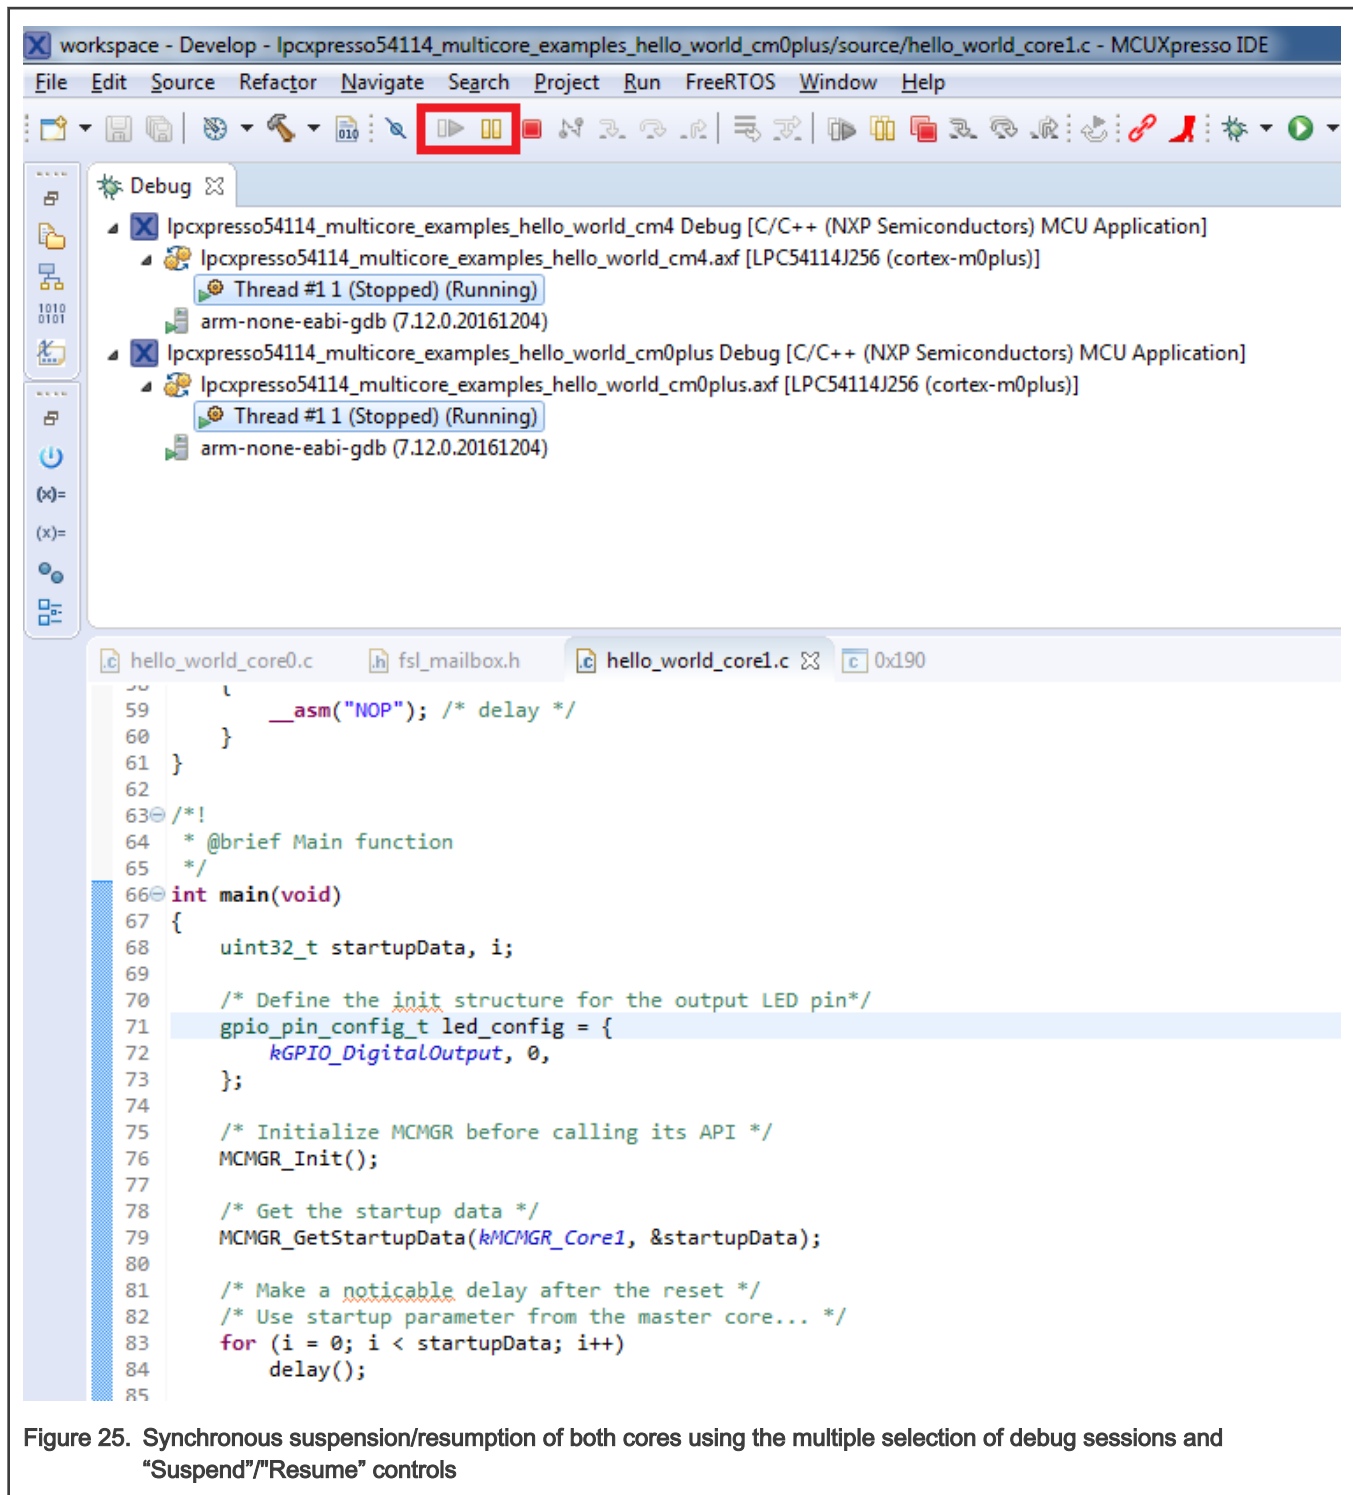 workspace - Develop - lpcxpresso54114_multicore_examples_hello_world_cm0plus/source/hello_world_core1.c - MCUXpresso IDE
File Edit Source Refactor Navigate Search Project Run FreeRTOS Window Help
010
Debug
lpcxpresso54114_multicore_examples_hello_world_cm4 Debug [C/C++ (NXP Semiconductors) MCU Application]
lpcxpresso54114_multicore_examples_hello_world_cm4.axf [LPC54114J256 (cortex-m0plus)]
Thread #1 1 (Stopped) (Running)
arm-none-eabi-gdb (7.12.0.20161204)
lpcxpresso54114_multicore_examples_hello_world_cm0plus Debug [C/C++ (NXP Semiconductors) MCU Application]
lpcxpresso54114_multicore_examples_hello_world_cm0plus.axf [LPC54114J256 (cortex-m0plus)]
Thread #1 1 (Stopped) (Running)
arm-none-eabi-gdb (7.12.0.20161204)
1010
0101
(x)=
(x)=
.c hello_world_core0.c .h fsl_mailbox.h .c hello_world_core1.c c 0x190
58 {
59 __asm("NOP"); /* delay */
60 }
61 }
62
63 /*!
64 * @brief Main function
65 */
66 int main(void)
67 {
68 uint32_t startupData, i;
69
70 /* Define the init structure for the output LED pin*/
71 gpio_pin_config_t led_config = {
72 kGPIO_DigitalOutput, 0,
73 };
74
75 /* Initialize MCMGR before calling its API */
76 MCMGR_Init();
77
78 /* Get the startup data */
79 MCMGR_GetStartupData(kMCMGR_Core1, &startupData);
80
81 /* Make a noticable delay after the reset */
82 /* Use startup parameter from the master core... */
83 for (i = 0; i < startupData; i++)
84 delay();
85
Figure 25. Synchronous suspension/resumption of both cores using the multiple selection of debug sessions and
“Suspend”/"Resume” controls